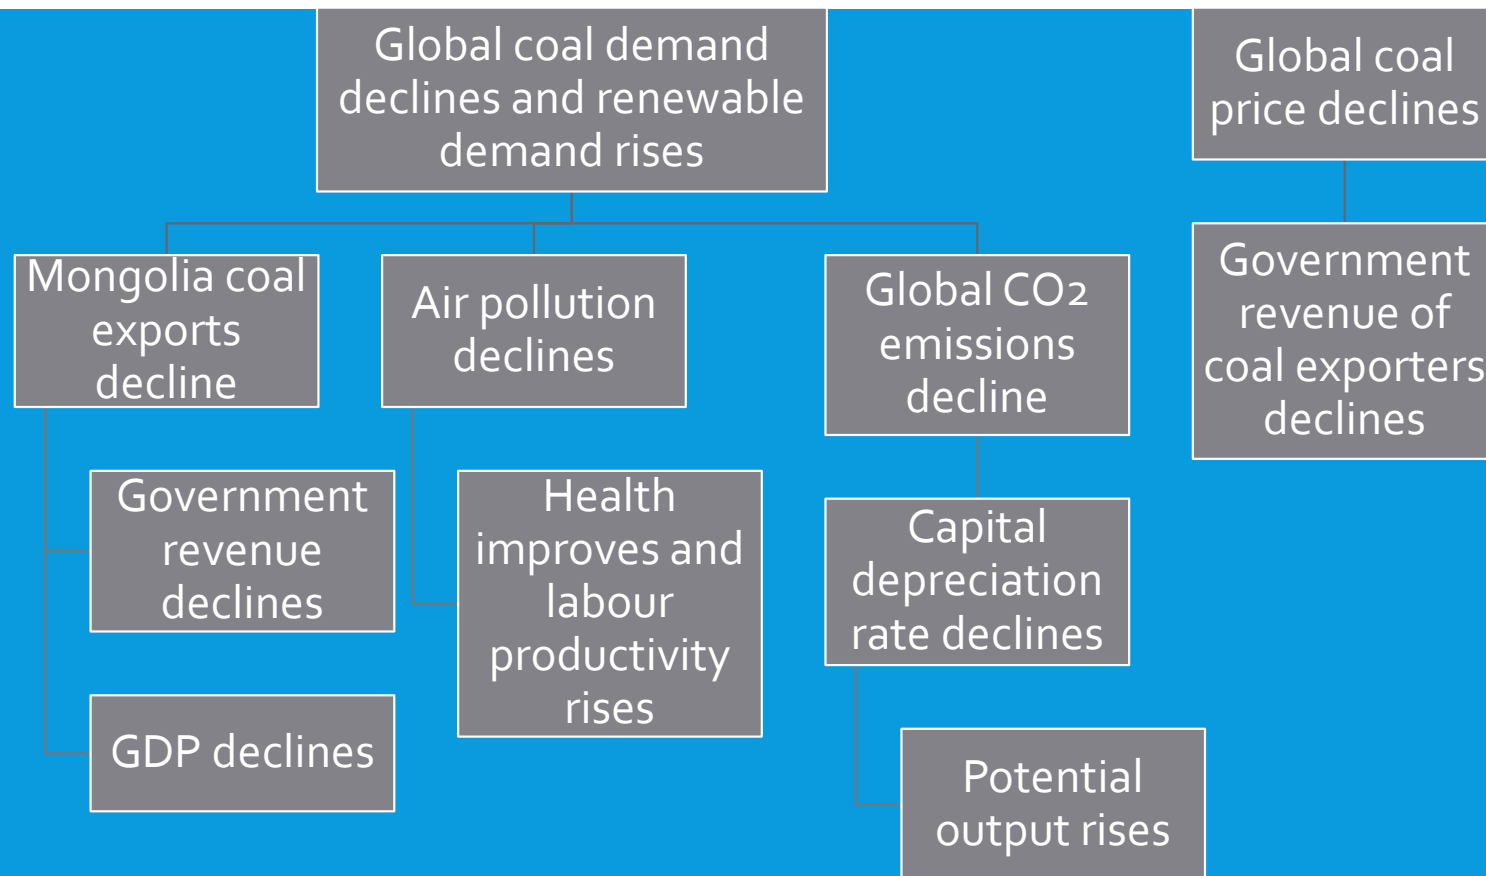 Global coal demand
declines and renewable
demand rises
Global coal
price declines
Mongolia coal
exports
decline
Air pollution
declines
Global CO2
emissions
decline
Government
revenue of
coal exporters
declines
Government
revenue
declines
Health
improves and
labour
productivity
rises
Capital
depreciation
rate declines
GDP declines
Potential
output rises